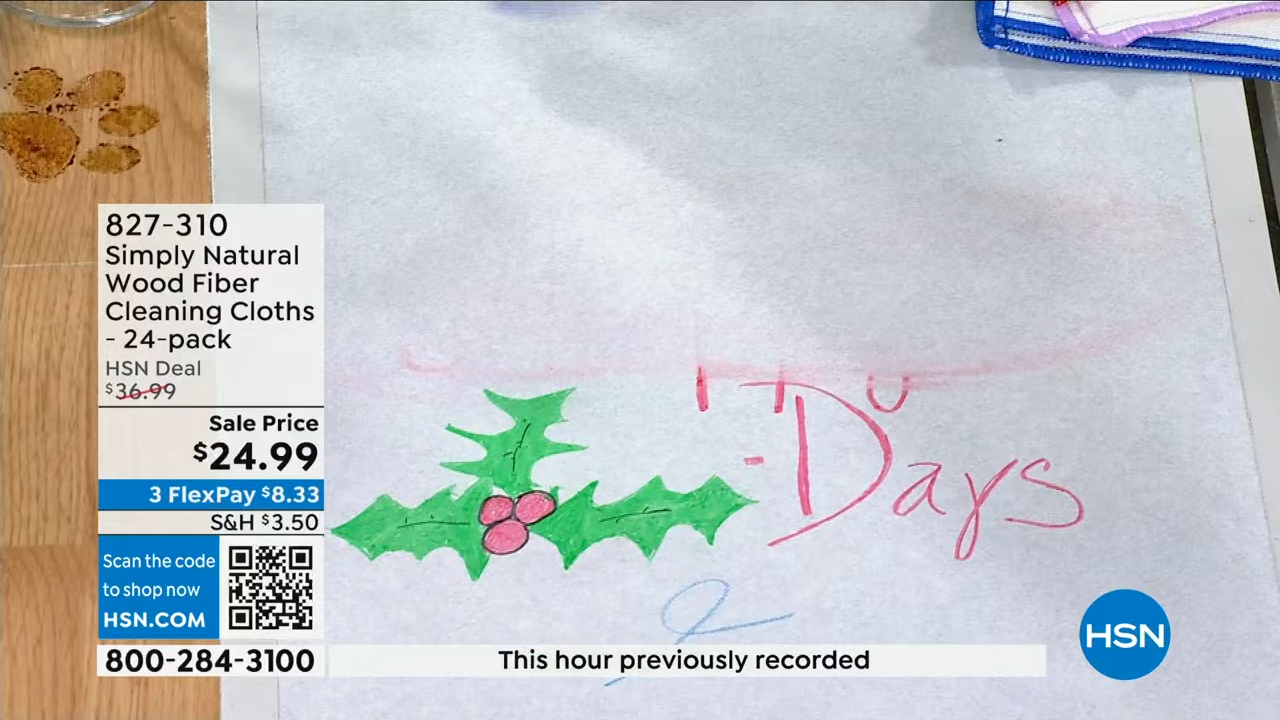 827-310
Simply Natural
Wood Fiber
Cleaning Cloths
- 24-pack
HSN Deal
$36.99
Sale Price
$24.99
3 FlexPay $8.33
S&H $3.50
Scan the code
to shop now
HSN.COM
800-284-3100
-Days
This hour previously recorded
HSN